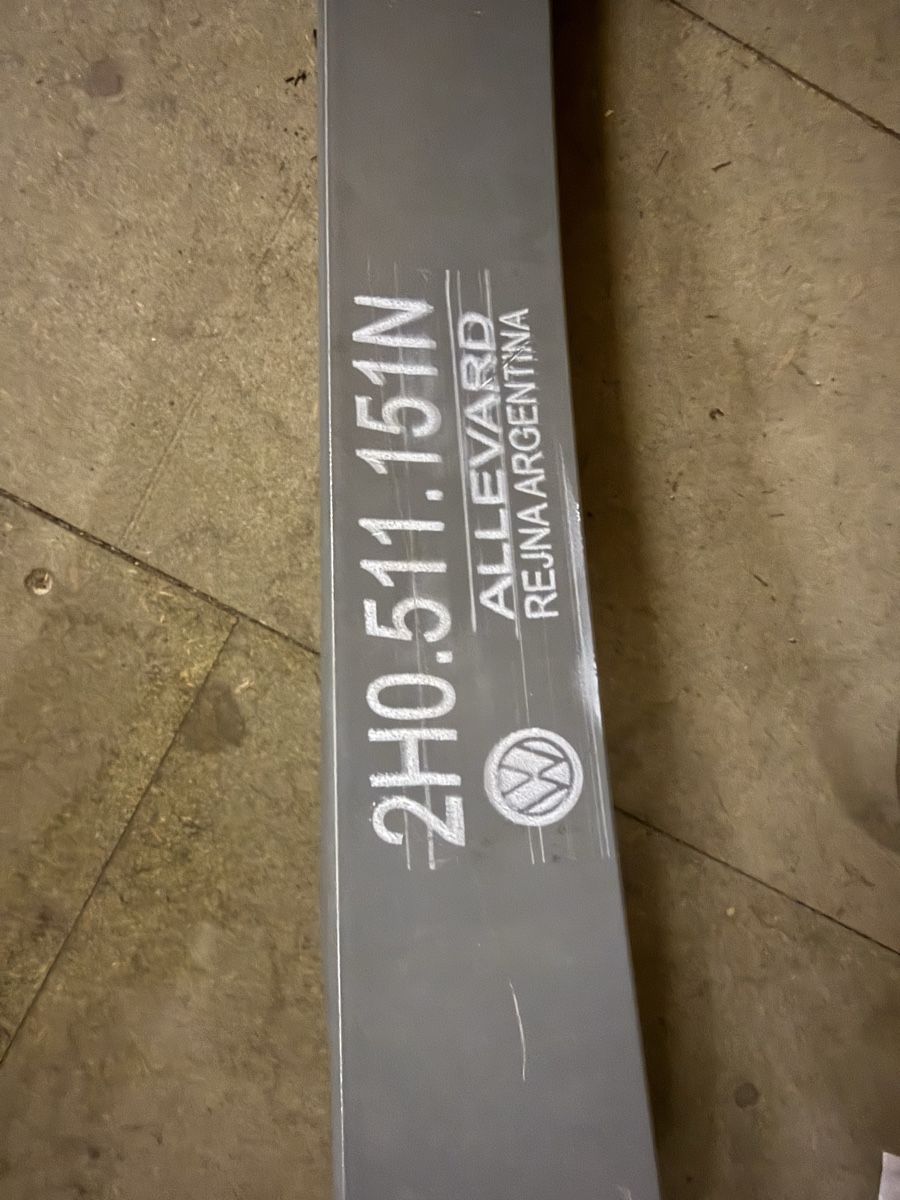 2H0.511.151N
ALLEVARD
REJNA ARGENTINA